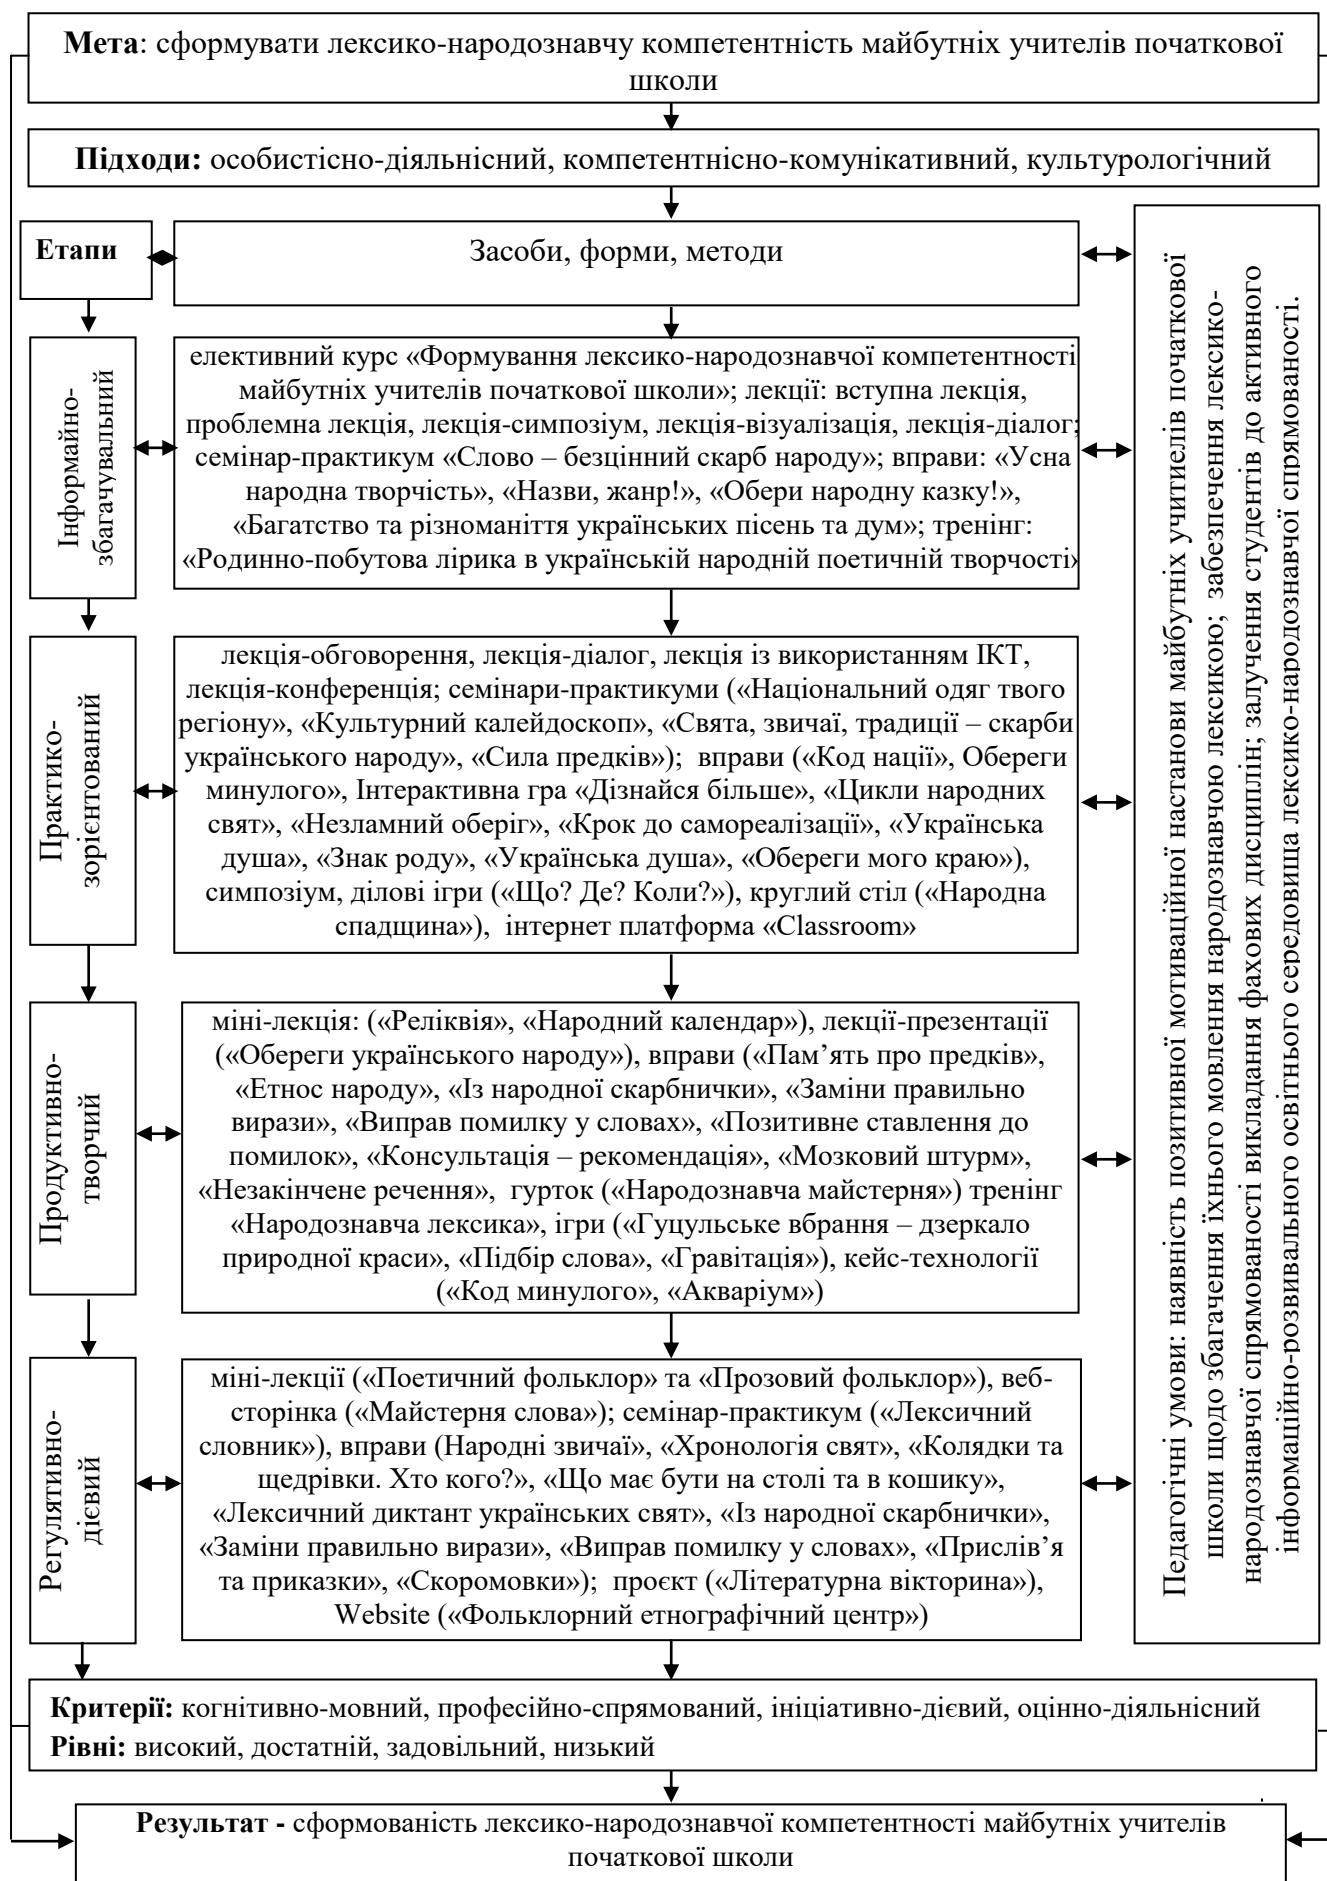 Мета: сформувати лексико-народознавчу компетентність майбутніх учителів початкової
школи
Підходи: особистісно-діяльнісний, компетентнісно-комунікативний, культурологічний
Етапи
Засоби, форми, методи
Інформайно-
збагачувальний
елективний курс «Формування лексико-народознавчої компетентності
майбутніх учителів початкової школи»; лекції: вступна лекція,
проблемна лекція, лекція-симпозіум, лекція-візуалізація, лекція-діалог;
семінар-практикум «Слово – безцінний скарб народу»; вправи: «Усна
народна творчість», «Назви, жанр!», «Обери народну казку!»,
«Багатство та різноманіття українських пісень та дум»; тренінг:
«Родинно-побутова лірика в українській народній поетичній творчості»
Практико-
зорієнтований
лекція-обговорення, лекція-діалог, лекція із використанням ІКТ,
лекція-конференція; семінари-практикуми («Національний одяг твого
регіону», «Культурний калейдоскоп», «Свята, звичаї, традиції – скарби
українського народу», «Сила предків»); вправи («Код нації», Обереги
минулого», Інтерактивна гра «Дізнайся більше», «Цикли народних
свят», «Незламний оберіг», «Крок до самореалізації», «Українська
душа», «Знак роду», «Українська душа», «Обереги мого краю»),
симпозіум, ділові ігри («Що? Де? Коли?»), круглий стіл («Народна
спадщина»), інтернет платформа «Classroom»
Продуктивно-
творчий
міні-лекція: («Реліквія», «Народний календар»), лекції-презентації
(«Обереги українського народу»), вправи («Пам’ять про предків»,
«Етнос народу», «Із народної скарбнички», «Заміни правильно
вирази», «Виправ помилку у словах», «Позитивне ставлення до
помилок», «Консультація – рекомендація», «Мозковий штурм»,
«Незакінчене речення», гурток («Народознавча майстерня») тренінг
«Народознавча лексика», ігри («Гуцульське вбрання – дзеркало
природної краси», «Підбір слова», «Гравітація»), кейс-технології
(«Код минулого», «Акваріум»)
Регулятивно-
дієвий
міні-лекції («Поетичний фольклор» та «Прозовий фольклор»), веб-
сторінка («Майстерня слова»); семінар-практикум («Лексичний
словник»), вправи (Народні звичаї», «Хронологія свят», «Колядки та
щедрівки. Хто кого?», «Що має бути на столі та в кошику»,
«Лексичний диктант українських свят», «Із народної скарбнички»,
«Заміни правильно вирази», «Виправ помилку у словах», «Прислів’я
та приказки», «Скоромовки»); проєкт («Літературна вікторина»),
Website («Фольклорний етнографічний центр»)
Педагогічні умови: наявність позитивної мотиваційної настанови майбутніх учитиелів початкової
школи щодо збагачення їхнього мовлення народознавчою лексикою; забезпечення лексико-
народознавчої спрямованості викладання фахових дисциплін; залучення студентів до активного
інформаційно-розвивального освітнього середовища лексико-народознавчої спрямованості.
Критерії: когнітивно-мовний, професійно-спрямований, ініціативно-дієвий, оцінно-діяльнісний
Рівні: високий, достатній, задовільний, низький
Результат - сформованість лексико-народознавчої компетентності майбутніх учителів
початкової школи